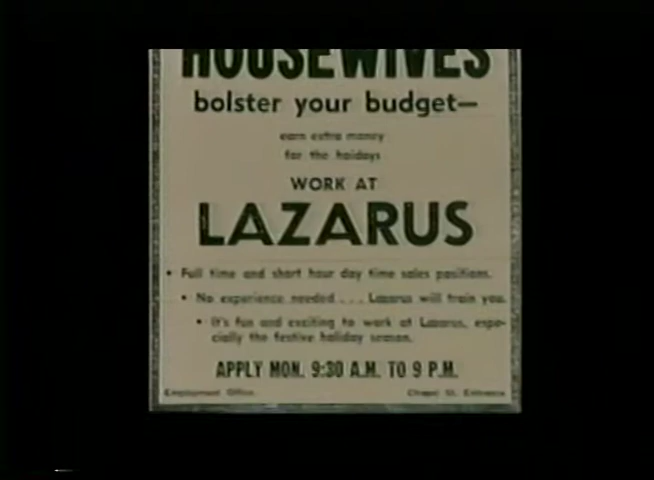 HOUSEWIVES
bolster your budget—
earn extra money
for the holidays
WORK AT
LAZARUS
• Full time and short hour day time sales positions.
• No experience needed . . . Lazarus will train you.
• It's fun and exciting to work at Lazarus, espe-
cially the festive holiday season.
APPLY MON. 9:30 A.M. TO 9 P.M.
Employment Office, Chapel St. Entrance